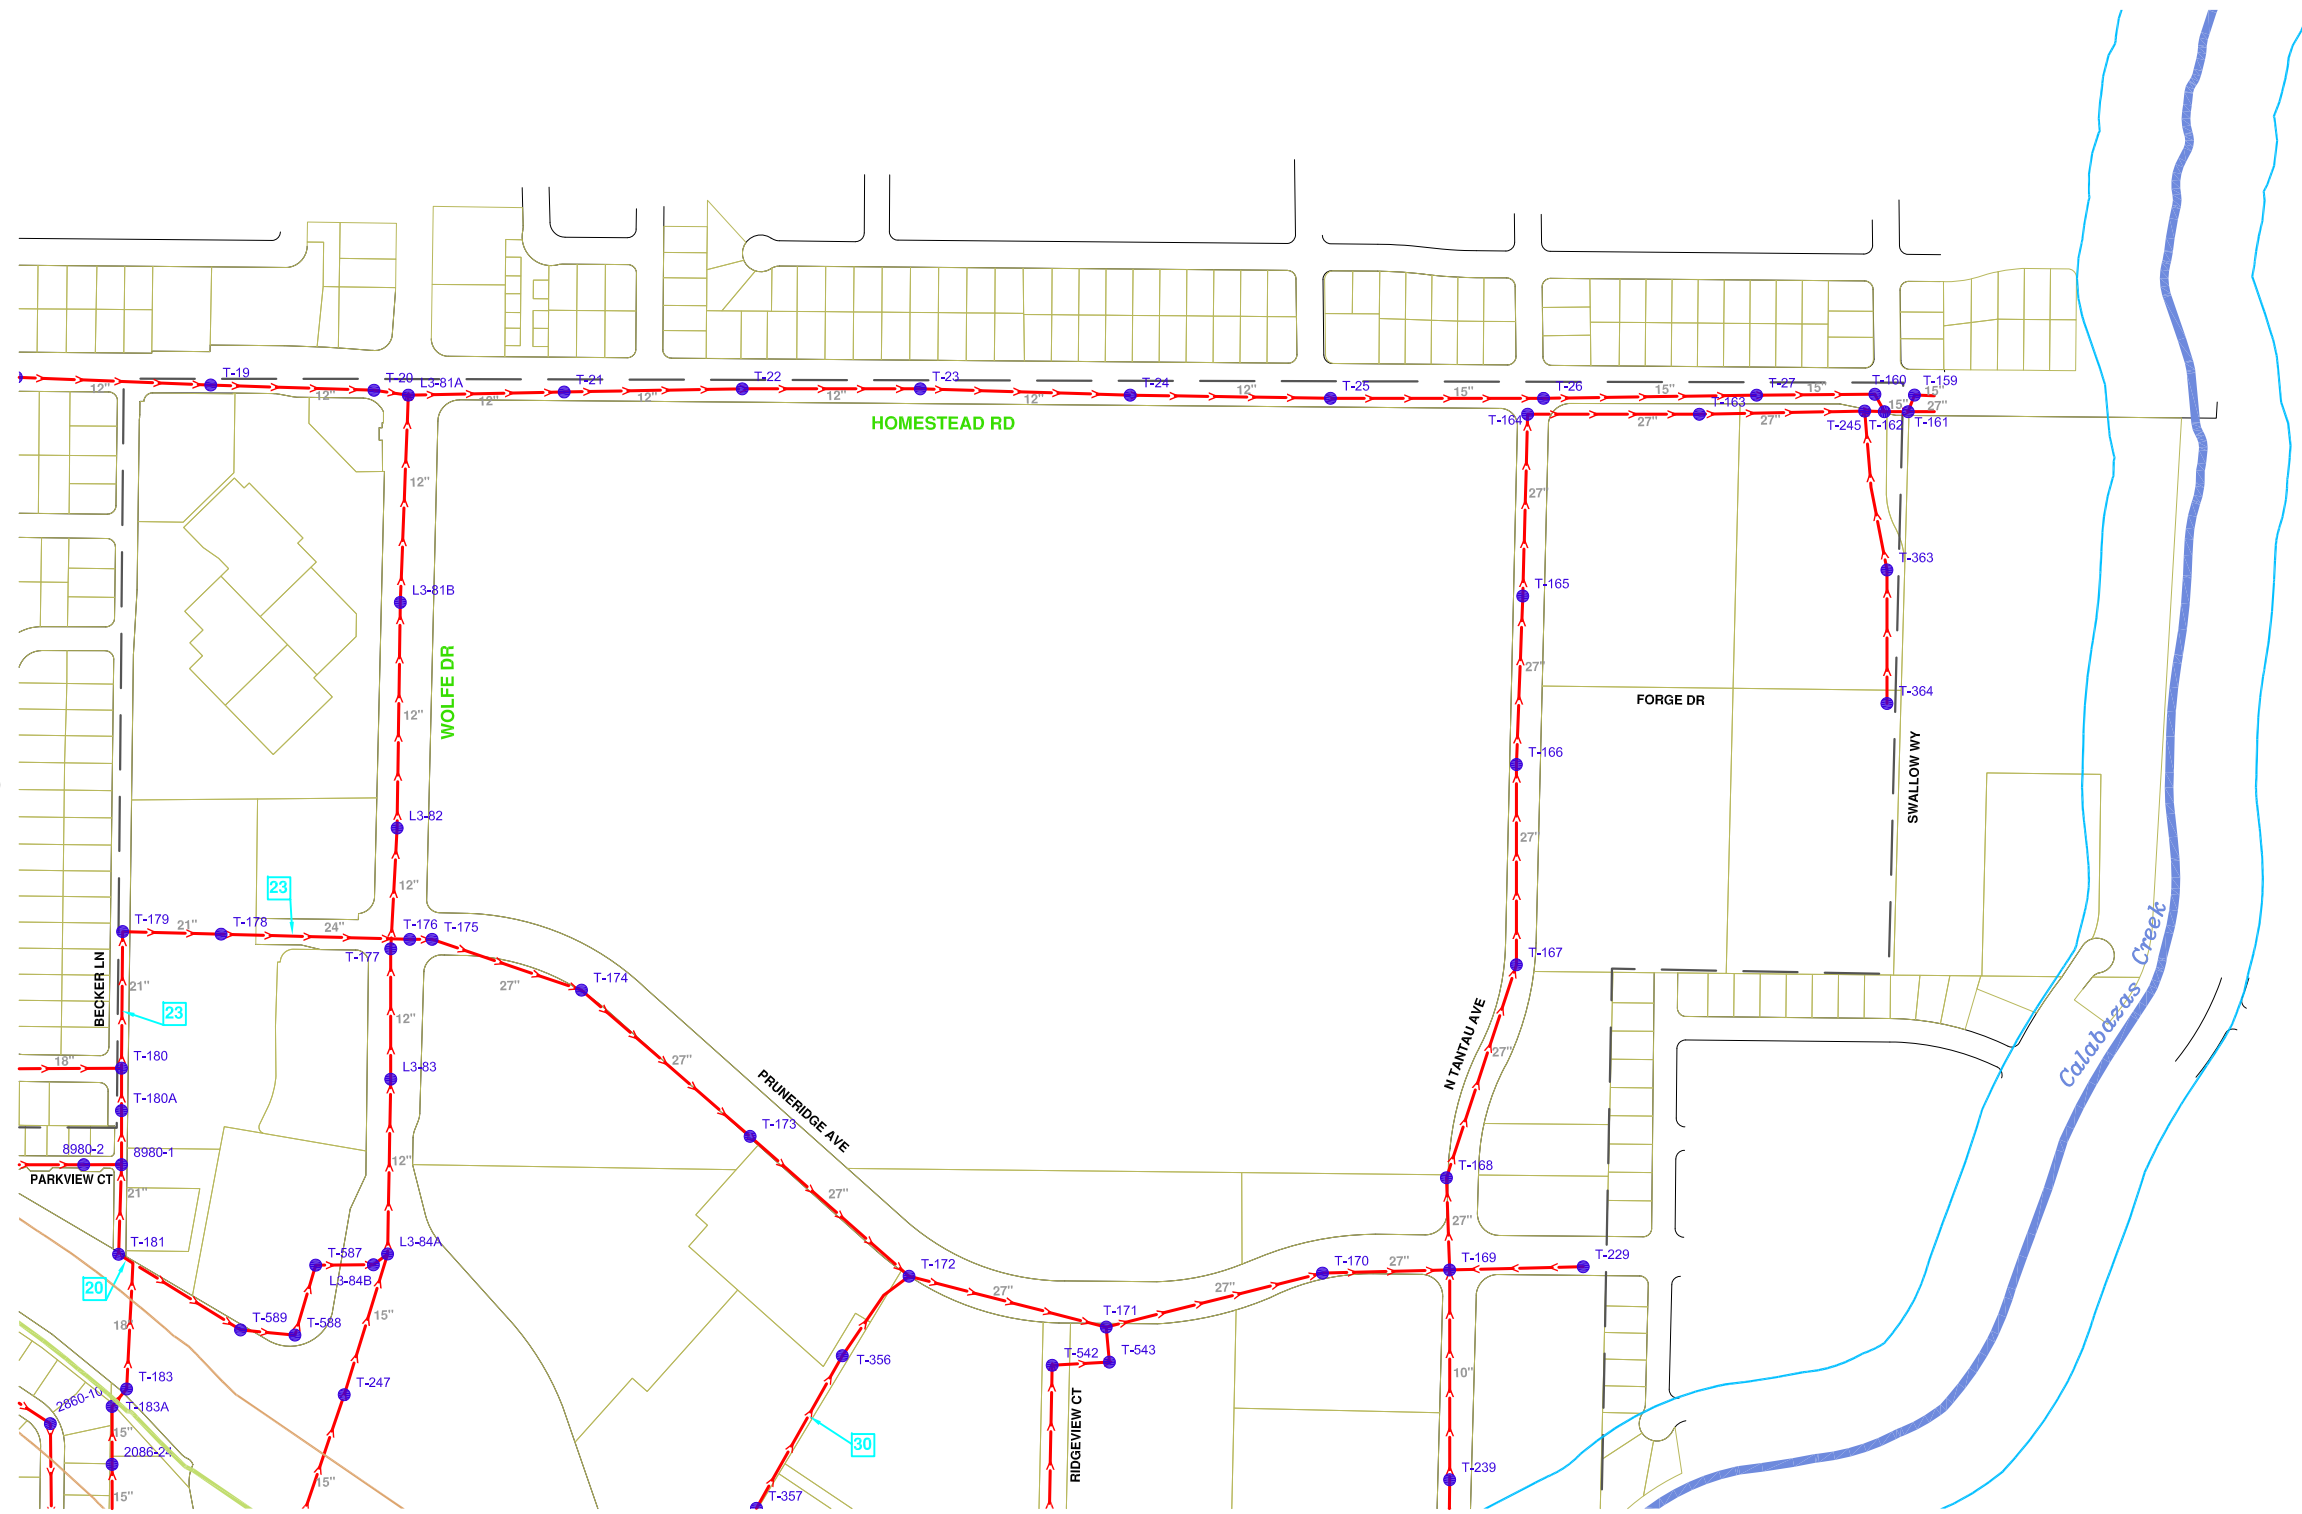 T-19
T-20
L3-81A
T-21
T-22
T-23
T-24
T-25
T-26
T-27
T-160
T-159
12"
12"
12"
12"
12"
12"
12"
15"
15"
15"
15"
15"
27"
HOMESTEAD RD
T-164
T-163
T-245
T-162
T-161
27"
27"
12"
27"
T-363
L3-81B
T-165
WOLFE DR
27"
T-364
FORGE DR
12"
T-166
SWALLOW WY
L3-82
27"
12"
23
T-179
21"
T-178
24"
T-176
T-175
T-177
T-174
T-167
27"
BECKER LN
21"
23
12"
Calabazas Creek
N TANTAU AVE
27"
18"
T-180
L3-83
27"
PRUNERIDGE AVE
T-180A
T-173
8980-2
8980-1
12"
PARKVIEW CT
21"
T-168
27"
27"
T-181
L3-84A
T-587
L3-84B
T-172
T-170
27"
T-169
T-229
20
27"
27"
18"
T-589
T-588
15"
T-171
T-356
T-542
T-543
10"
T-183
T-247
2860-10
T-183A
15"
2086-24
30
RIDGEVIEW CT
15"
T-239
15"
T-357